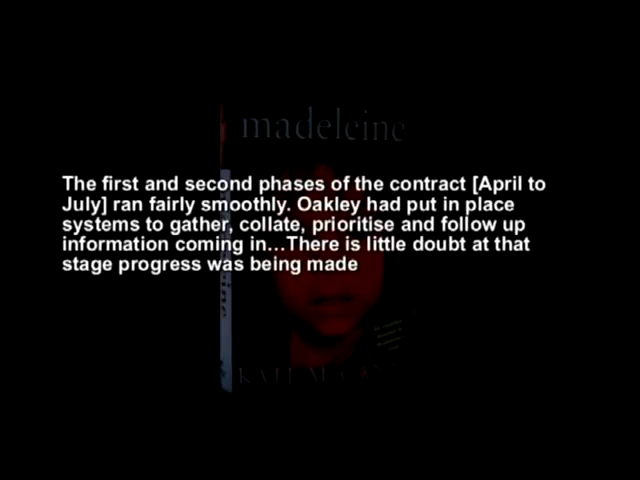 madeleine
The first and second phases of the contract [April to
July] ran fairly smoothly. Oakley had put in place
systems to gather, collate, prioritise and follow up
information coming in...There is little doubt at that
stage progress was being made